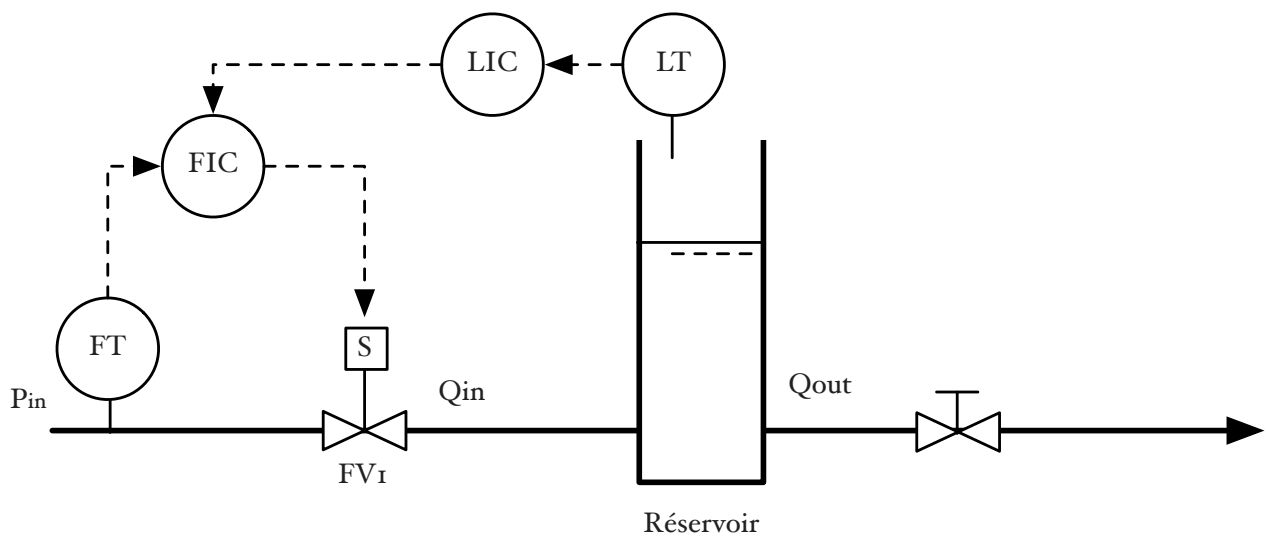 LIC
LT
FIC
FT
S
Pin
Qin
Qout
FV1
Réservoir